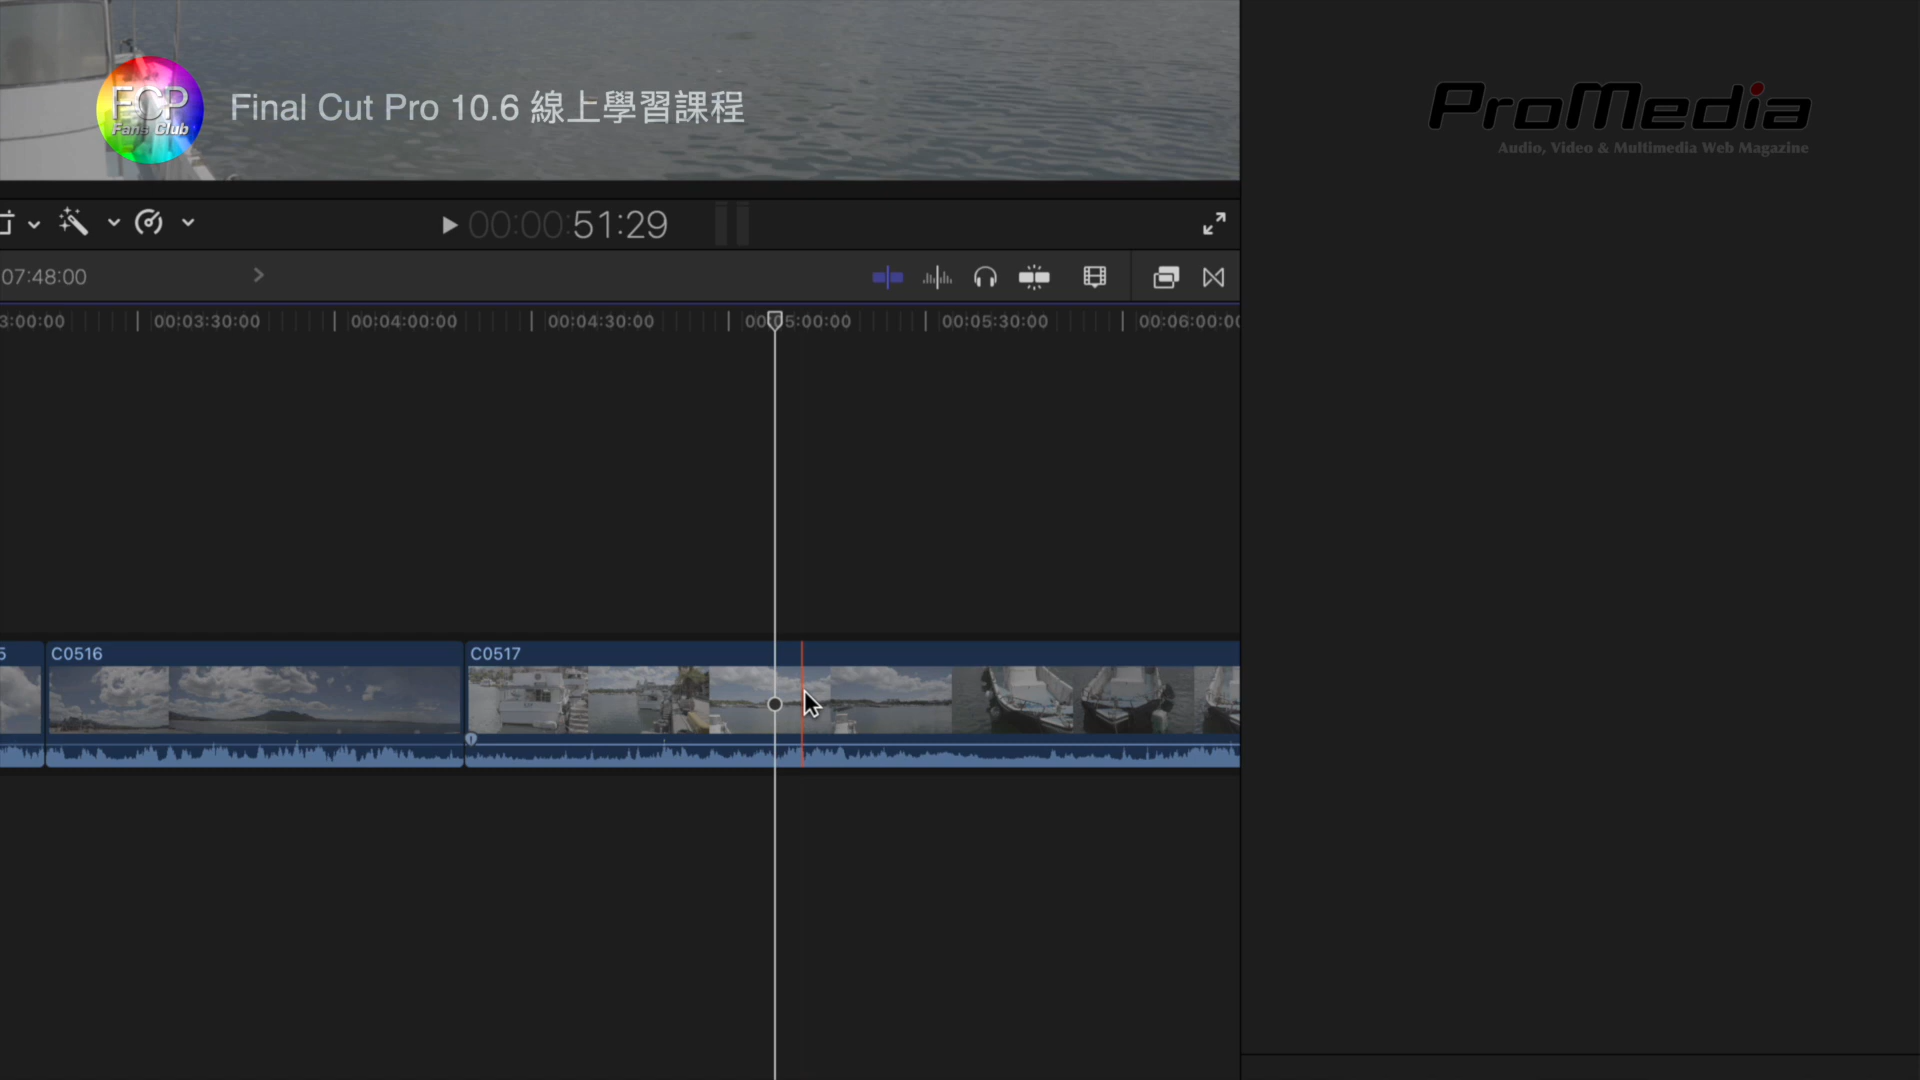 FCP
Fans Club
Final Cut Pro 10.6 線上學習課程
ProMedia
Audio, Video & Multimedia Web Magazine
00:00:51:29
07:48:00
3:00:00
00:03:30:00
00:04:00:00
00:04:30:00
00:05:00:00
00:05:30:00
00:06:00:00
C0516
C0517